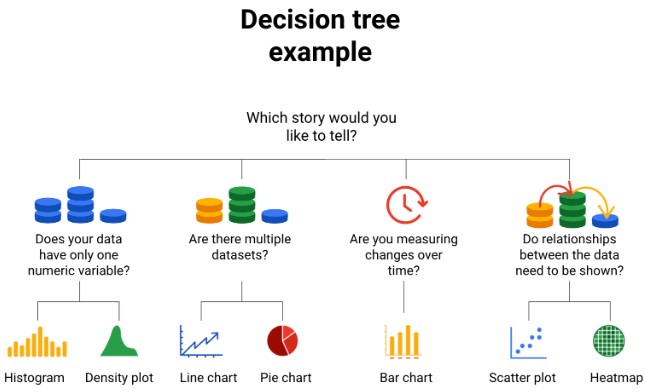 Decision tree
example
Which story would you
like to tell?
Does your data
have only one
numeric variable?
Are there multiple
datasets?
Are you measuring
changes over
time?
Do relationships
between the data
need to be shown?
Histogram
Density plot
Line chart
Pie chart
Bar chart
Scatter plot
Heatmap